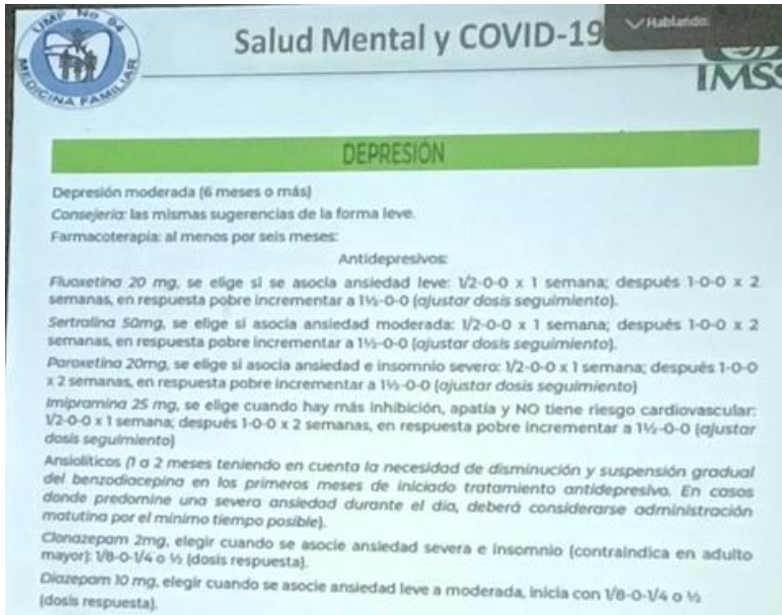 UMF No 94
MEDICINA FAMILIAR
Salud Mental y COVID-19
Hablando:
IMSS
DEPRESIÓN
Depresión moderada (6 meses o más)
Consejería: las mismas sugerencias de la forma leve.
Farmacoterapia: al menos por seis meses:
Antidepresivos:
Fluoxetina 20 mg, se elige si se asocia ansiedad leve: 1/2-0-0 x 1 semana; después 1-0-0 x 2
semanas, en respuesta pobre incrementar a 1½-0-0 (ajustar dosis seguimiento).
Sertralina 50mg, se elige si asocia ansiedad moderada: 1/2-0-0 x 1 semana; después 1-0-0 x 2
semanas, en respuesta pobre incrementar a 1½-0-0 (ajustar dosis seguimiento).
Paroxetina 20mg, se elige si asocia ansiedad e insomnio severo: 1/2-0-0 x 1 semana; después 1-0-0
x 2 semanas, en respuesta pobre incrementar a 1½-0-0 (ajustar dosis seguimiento)
Imipramina 25 mg, se elige cuando hay más inhibición, apatía y NO tiene riesgo cardiovascular:
1/2-0-0 x 1 semana; después 1-0-0 x 2 semanas, en respuesta pobre incrementar a 1½-0-0 (ajustar
dosis seguimiento)
Ansiolíticos (1 a 2 meses teniendo en cuenta la necesidad de disminución y suspensión gradual
del benzodiacepina en los primeros meses de iniciado tratamiento antidepresivo. En casos
donde predomine una severa ansiedad durante el día, deberá considerarse administración
matutina por el mínimo tiempo posible).
Clonazepam 2mg, elegir cuando se asocie ansiedad severa e insomnio (contraindica en adulto
mayor): 1/8-0-1/4 o ½ (dosis respuesta).
Diazepam 10 mg, elegir cuando se asocie ansiedad leve a moderada, inicia con 1/8-0-1/4 o ½
(dosis respuesta).